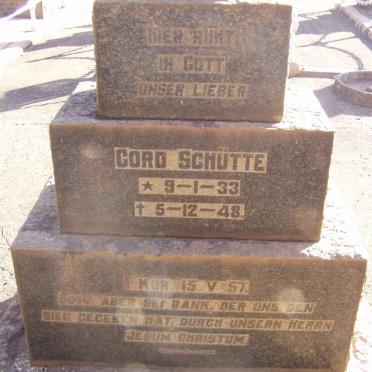 HIER RUHT
IN GOTT
UNSER LIEBER
CORD SCHÜTTE
★ 9-1-33
† 5-12-48.
I KOR. 15 V 57.
GOTT ABER SEI DANK, DER UNS DEN
SIEG GEGEBEN HAT, DURCH UNSERN HERRN
JESUM CHRISTUM